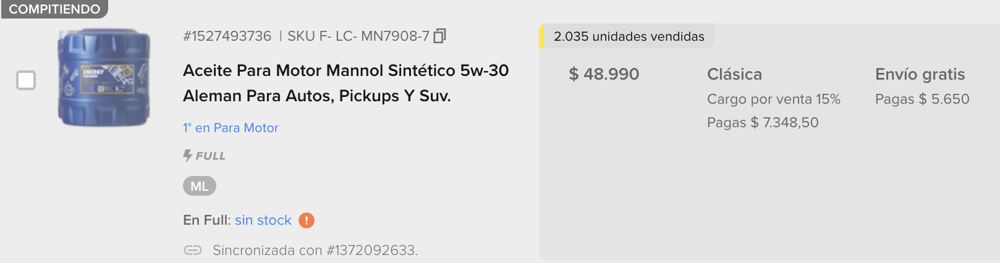 COMPITIENDO
#1527493736 | SKU F- LC- MN7908-7
Aceite Para Motor Mannol Sintético 5w-30
Aleman Para Autos, Pickups Y Suv.
1° en Para Motor
FULL
ML
En Full: sin stock
Sincronizada con #1372092633.
2.035 unidades vendidas
$ 48.990
Clásica
Cargo por venta 15%
Pagas $ 7.348,50
Envío gratis
Pagas $ 5.650
ENERGY